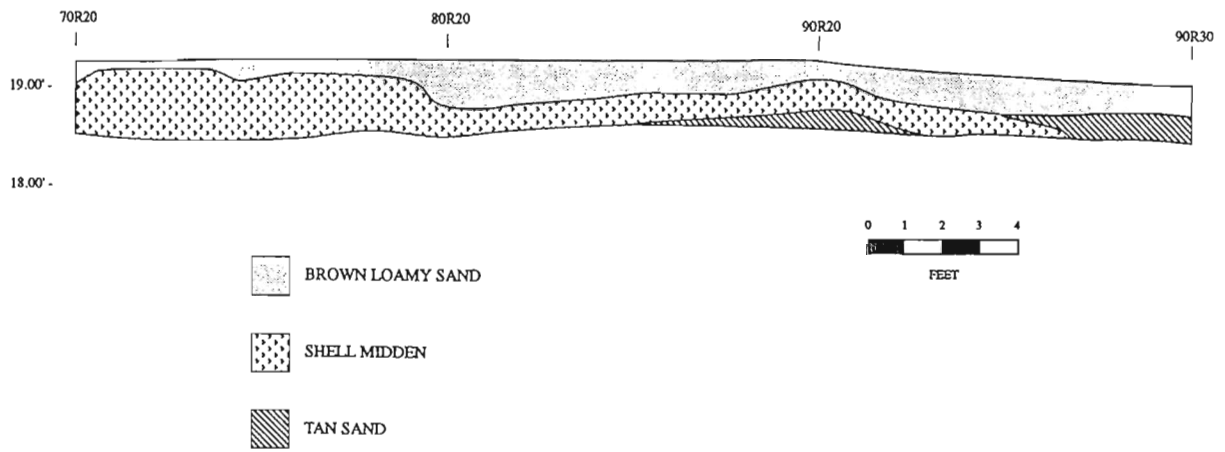 70R20 80R20 90R20 90R30
19.00' -
18.00' -
0 1 2 3 4
FEET
BROWN LOAMY SAND
SHELL MIDDEN
TAN SAND